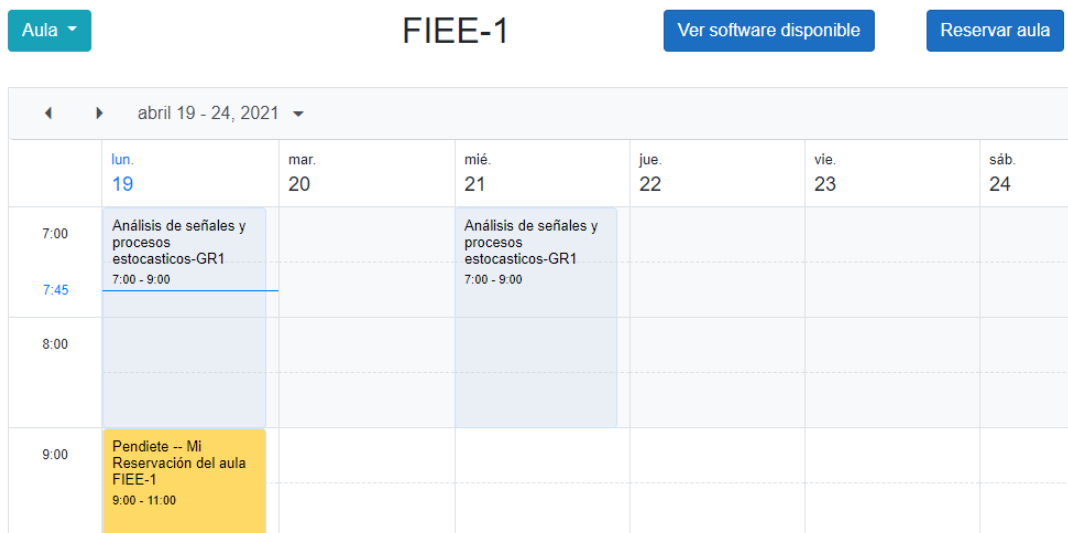 Aula
FIEE-1
Ver software disponible
Reservar aula
abril 19 - 24, 2021
lun.
19
mar.
20
mié.
21
jue.
22
vie.
23
sáb.
24
7:00
Análisis de señales y
procesos
estocasticos-GR1
7:00 - 9:00
Análisis de señales y
procesos
estocasticos-GR1
7:00 - 9:00
7:45
8:00
9:00
Pendiete -- Mi
Reservación del aula
FIEE-1
9:00 - 11:00